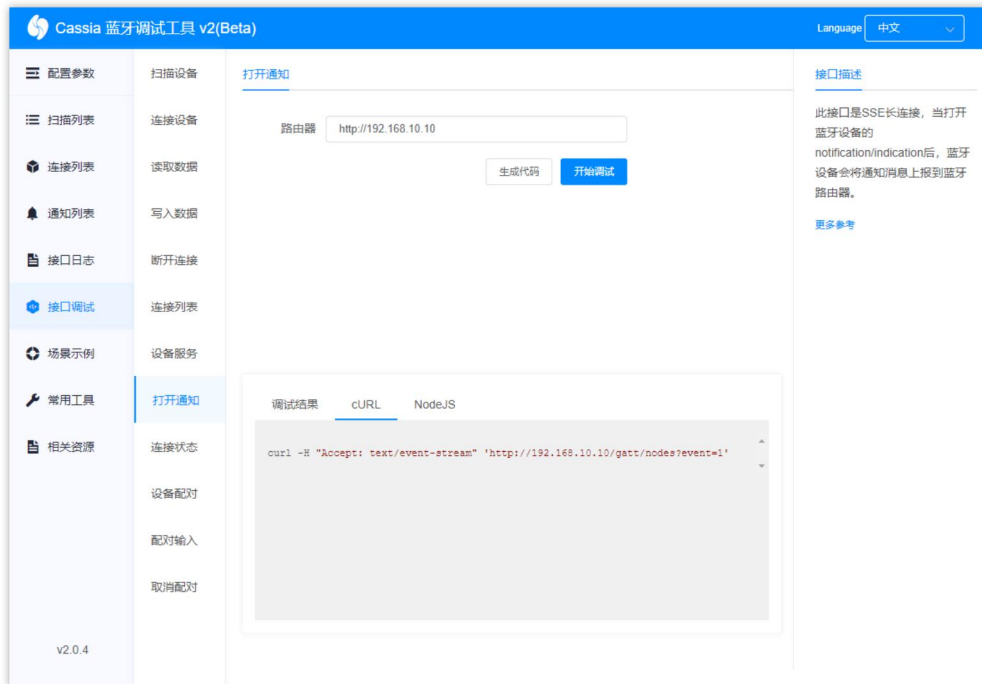 Cassia 蓝牙调试工具 v2(Beta)
Language 中文
配置参数
扫描列表
连接列表
通知列表
接口日志
接口调试
场景示例
常用工具
相关资源
v2.0.4
扫描设备
连接设备
读取数据
写入数据
断开连接
连接列表
设备服务
打开通知
连接状态
设备配对
配对输入
取消配对
打开通知
路由器 http://192.168.10.10
生成代码 开始调试
调试结果 cURL NodeJS
curl -H "Accept: text/event-stream" 'http://192.168.10.10/gatt/nodes?event=1'
接口描述
此接口是SSE长连接，当打开
蓝牙设备的
notification/indication后，蓝牙
设备会将通知消息上报到蓝牙
路由器。
更多参考